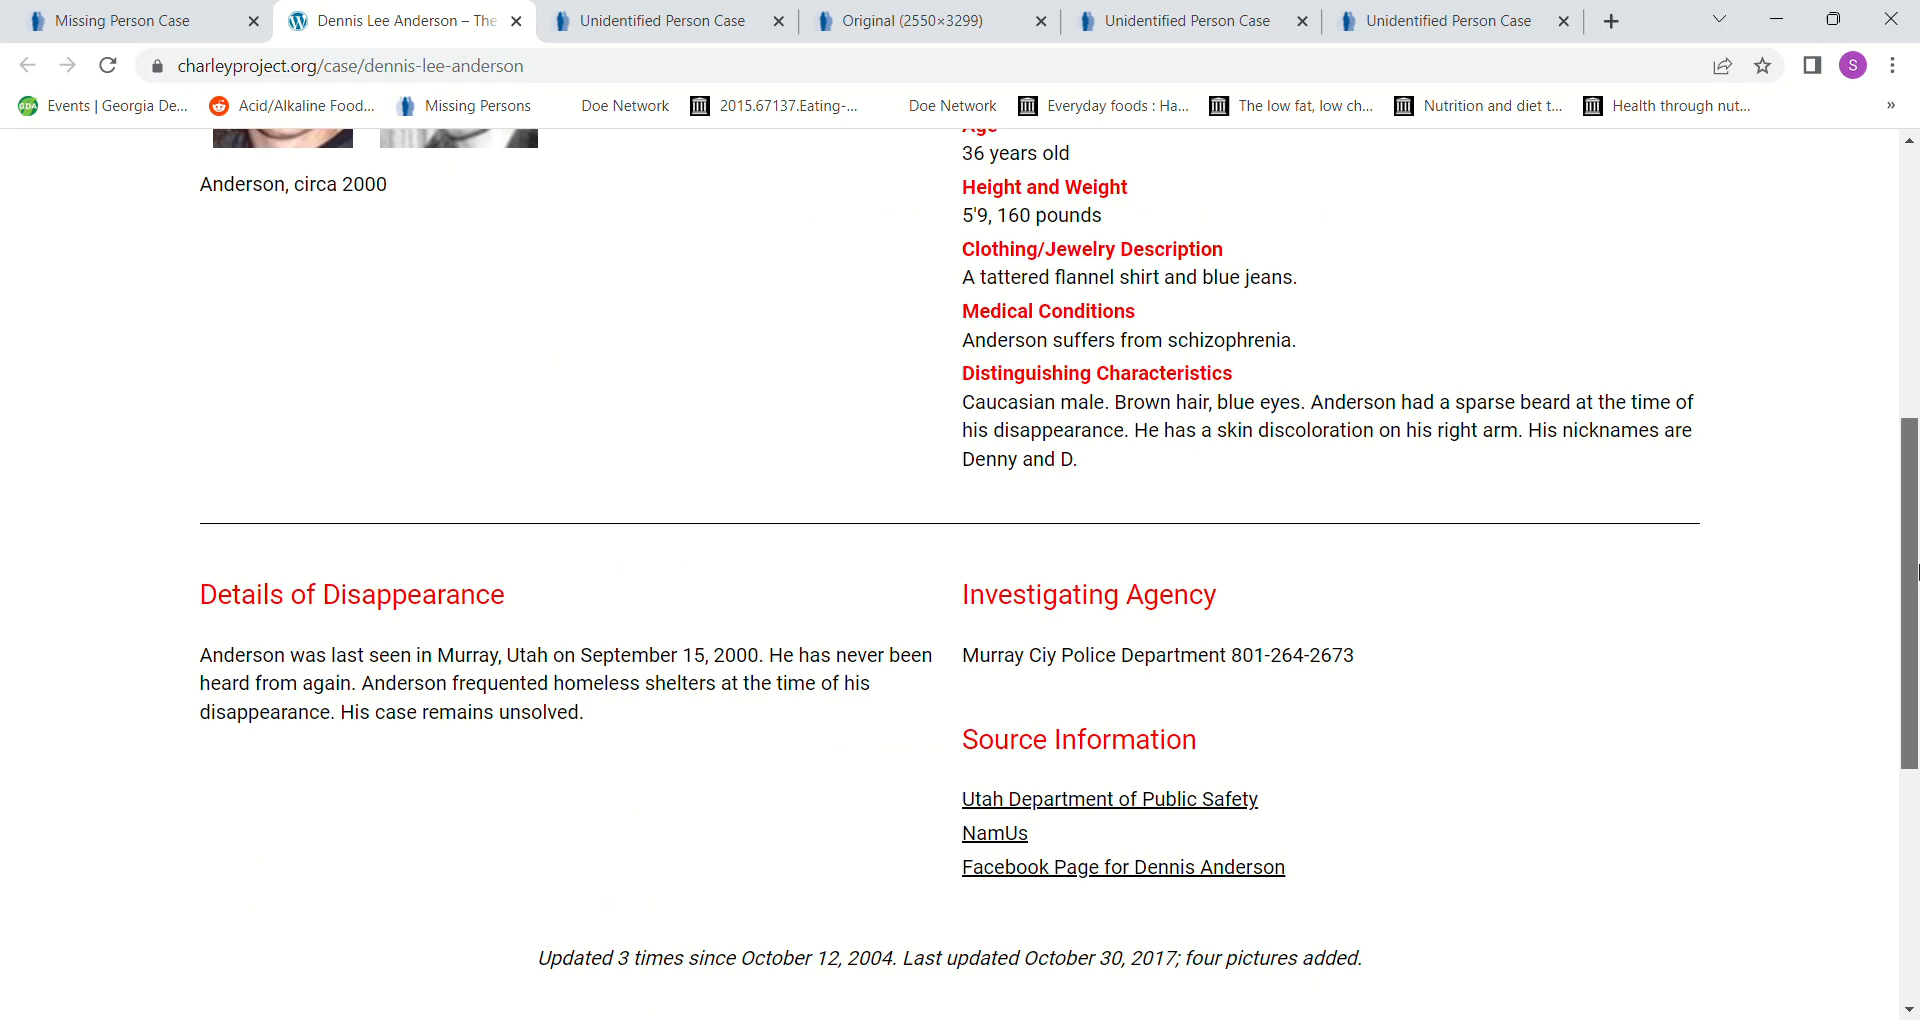 Missing Person Case
Dennis Lee Anderson – The
Unidentified Person Case
Original (2550×3299)
Unidentified Person Case
Unidentified Person Case
charleyproject.org/case/dennis-lee-anderson
S
GDA
Events | Georgia De...
Acid/Alkaline Food...
Missing Persons
Doe Network
2015.67137.Eating-...
Doe Network
Everyday foods : Ha...
The low fat, low ch...
Nutrition and diet t...
Health through nut...
»
Age
36 years old
Anderson, circa 2000
Height and Weight
5'9, 160 pounds
Clothing/Jewelry Description
A tattered flannel shirt and blue jeans.
Medical Conditions
Anderson suffers from schizophrenia.
Distinguishing Characteristics
Caucasian male. Brown hair, blue eyes. Anderson had a sparse beard at the time of
his disappearance. He has a skin discoloration on his right arm. His nicknames are
Denny and D.
Details of Disappearance
Anderson was last seen in Murray, Utah on September 15, 2000. He has never been
heard from again. Anderson frequented homeless shelters at the time of his
disappearance. His case remains unsolved.
Investigating Agency
Murray Ciy Police Department 801-264-2673
Source Information
Utah Department of Public Safety
NamUs
Facebook Page for Dennis Anderson
Updated 3 times since October 12, 2004. Last updated October 30, 2017; four pictures added.